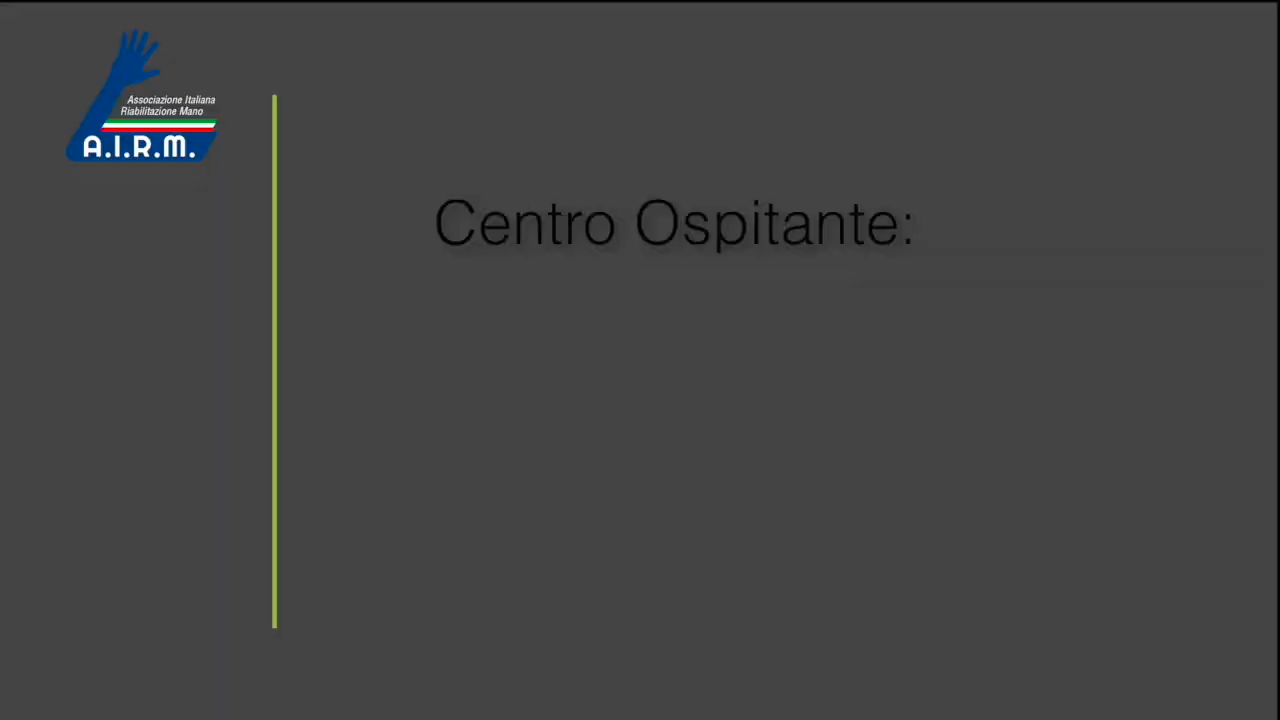 Associazione Italiana
Riabilitazione Mano
A.I.R.M.
Centro Ospitante: